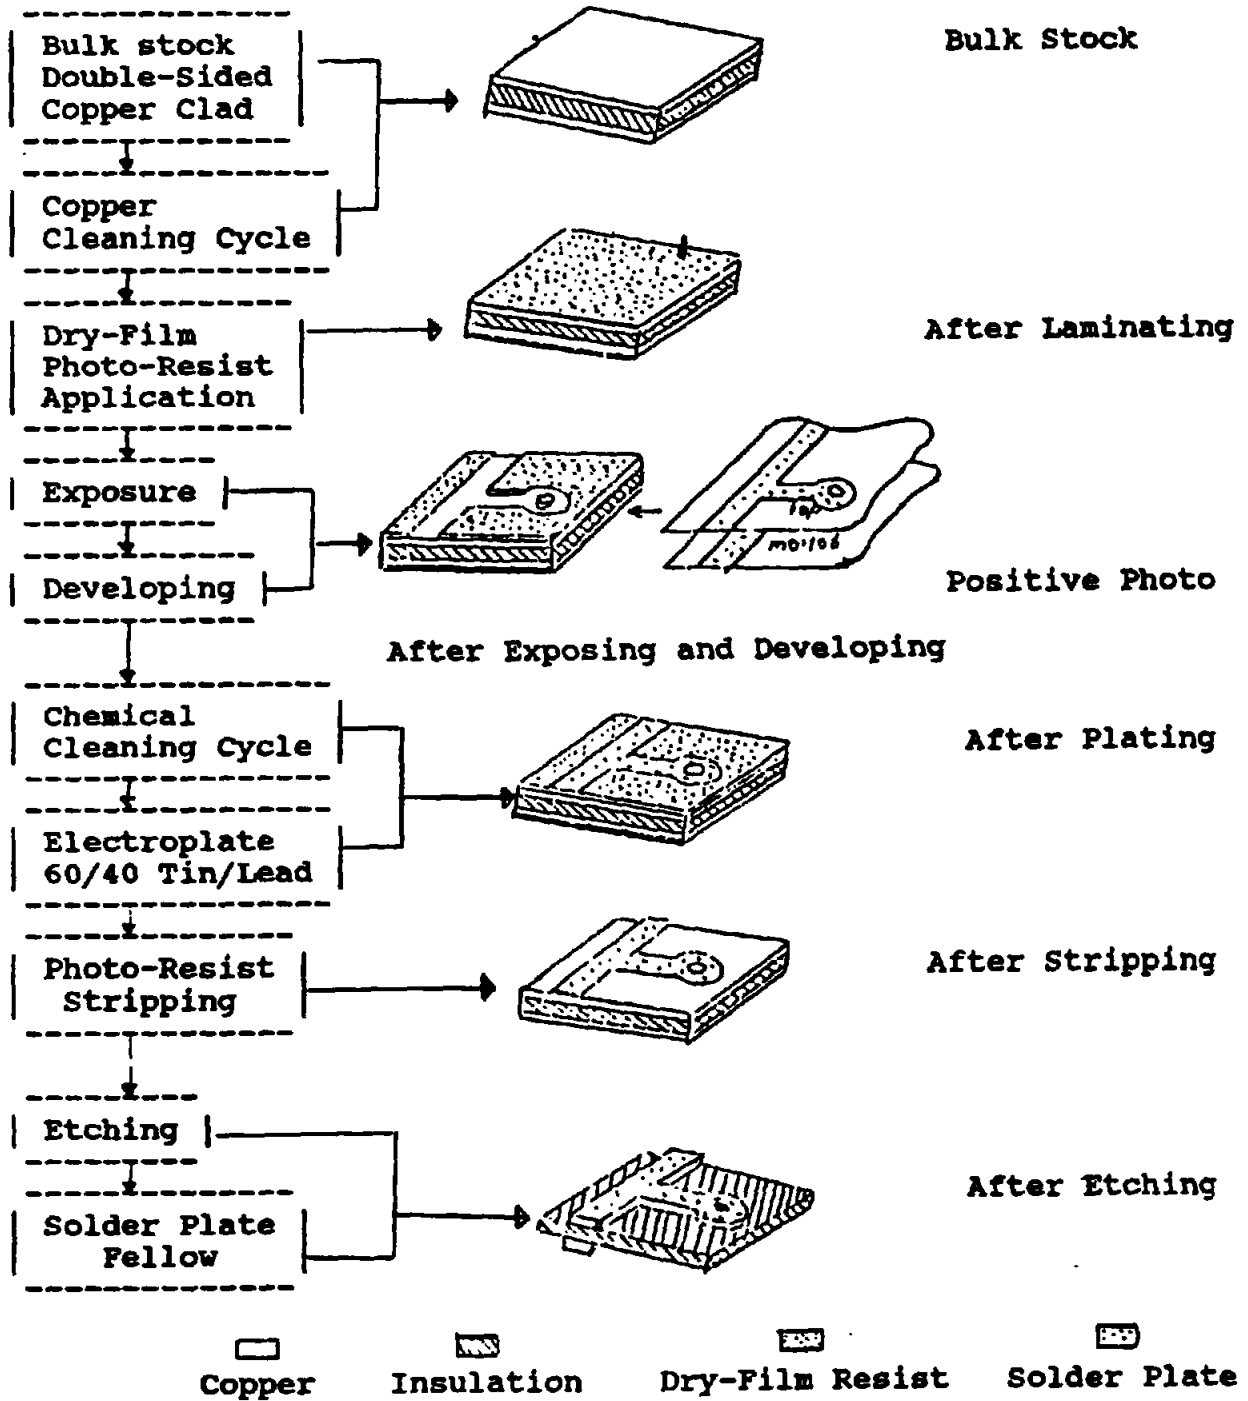 Bulk stock
Double-Sided
Copper Clad
Bulk Stock
Copper
Cleaning Cycle
Dry-Film
Photo-Resist
Application
After Laminating
Exposure
Developing
Positive Photo
After Exposing and Developing
Chemical
Cleaning Cycle
After Plating
Electroplate
60/40 Tin/Lead
Photo-Resist
Stripping
After Stripping
Etching
After Etching
Solder Plate
Fellow
Copper
Insulation
Dry-Film Resist
Solder Plate